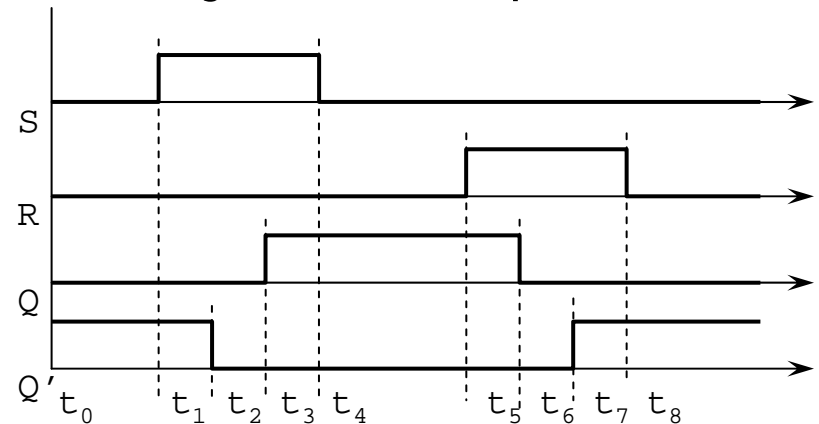 S
R
Q
Q'
t₀ t₁ t₂ t₃ t₄ t₅ t₆ t₇ t₈